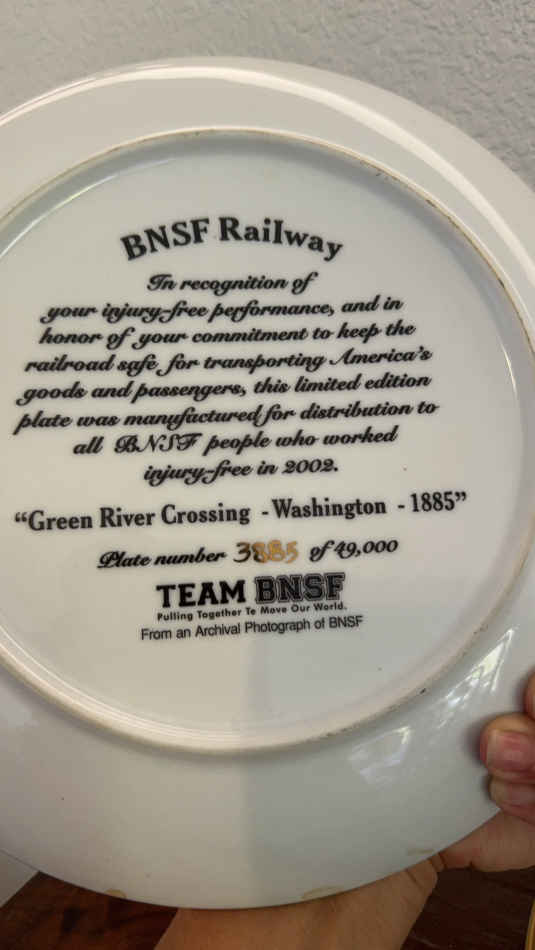 BNSF Railway
In recognition of
your injury-free performance, and in
honor of your commitment to keep the
railroad safe for transporting America's
goods and passengers, this limited edition
plate was manufactured for distribution to
all BNSF people who worked
injury-free in 2002.
“Green River Crossing - Washington - 1885”
Plate number 3885 of 49,000
TEAM BNSF
Pulling Together To Move Our World.
From an Archival Photograph of BNSF